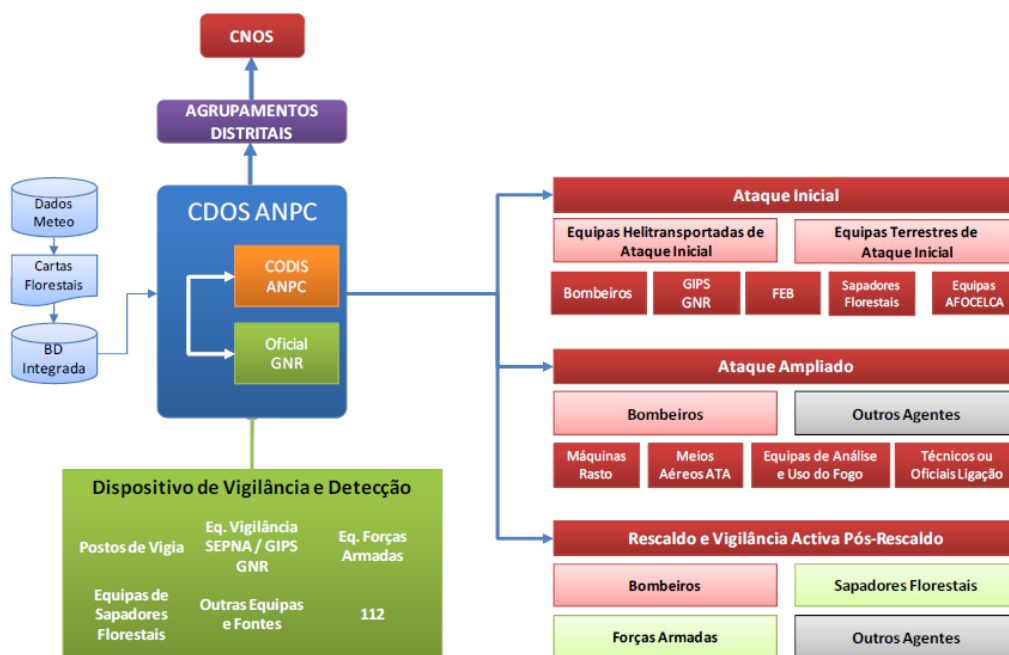 CNOS
AGRUPAMENTOS
DISTRITAIS
Dados
Meteo
Cartas
Florestais
BD
Integrada
CDOS ANPC
CODIS
ANPC
Oficial
GNR
Dispositivo de Vigilância e Detecção
Postos de Vigia
Eq. Vigilância
SEPNA / GIPS
GNR
Eq. Forças
Armadas
Equipas de
Sapadores
Florestais
Outras Equipas
e Fontes
112
Ataque Inicial
Equipas Helitransportadas de
Ataque Inicial
Equipas Terrestres de
Ataque Inicial
Bombeiros
GIPS
GNR
FEB
Sapadores
Florestais
Equipas
AFOCELCA
Ataque Ampliado
Bombeiros
Outros Agentes
Máquinas
Rasto
Meios
Aéreos ATA
Equipas de Análise
e Uso do Fogo
Técnicos ou
Oficiais Ligação
Rescaldo e Vigilância Activa Pós-Rescaldo
Bombeiros
Sapadores Florestais
Forças Armadas
Outros Agentes